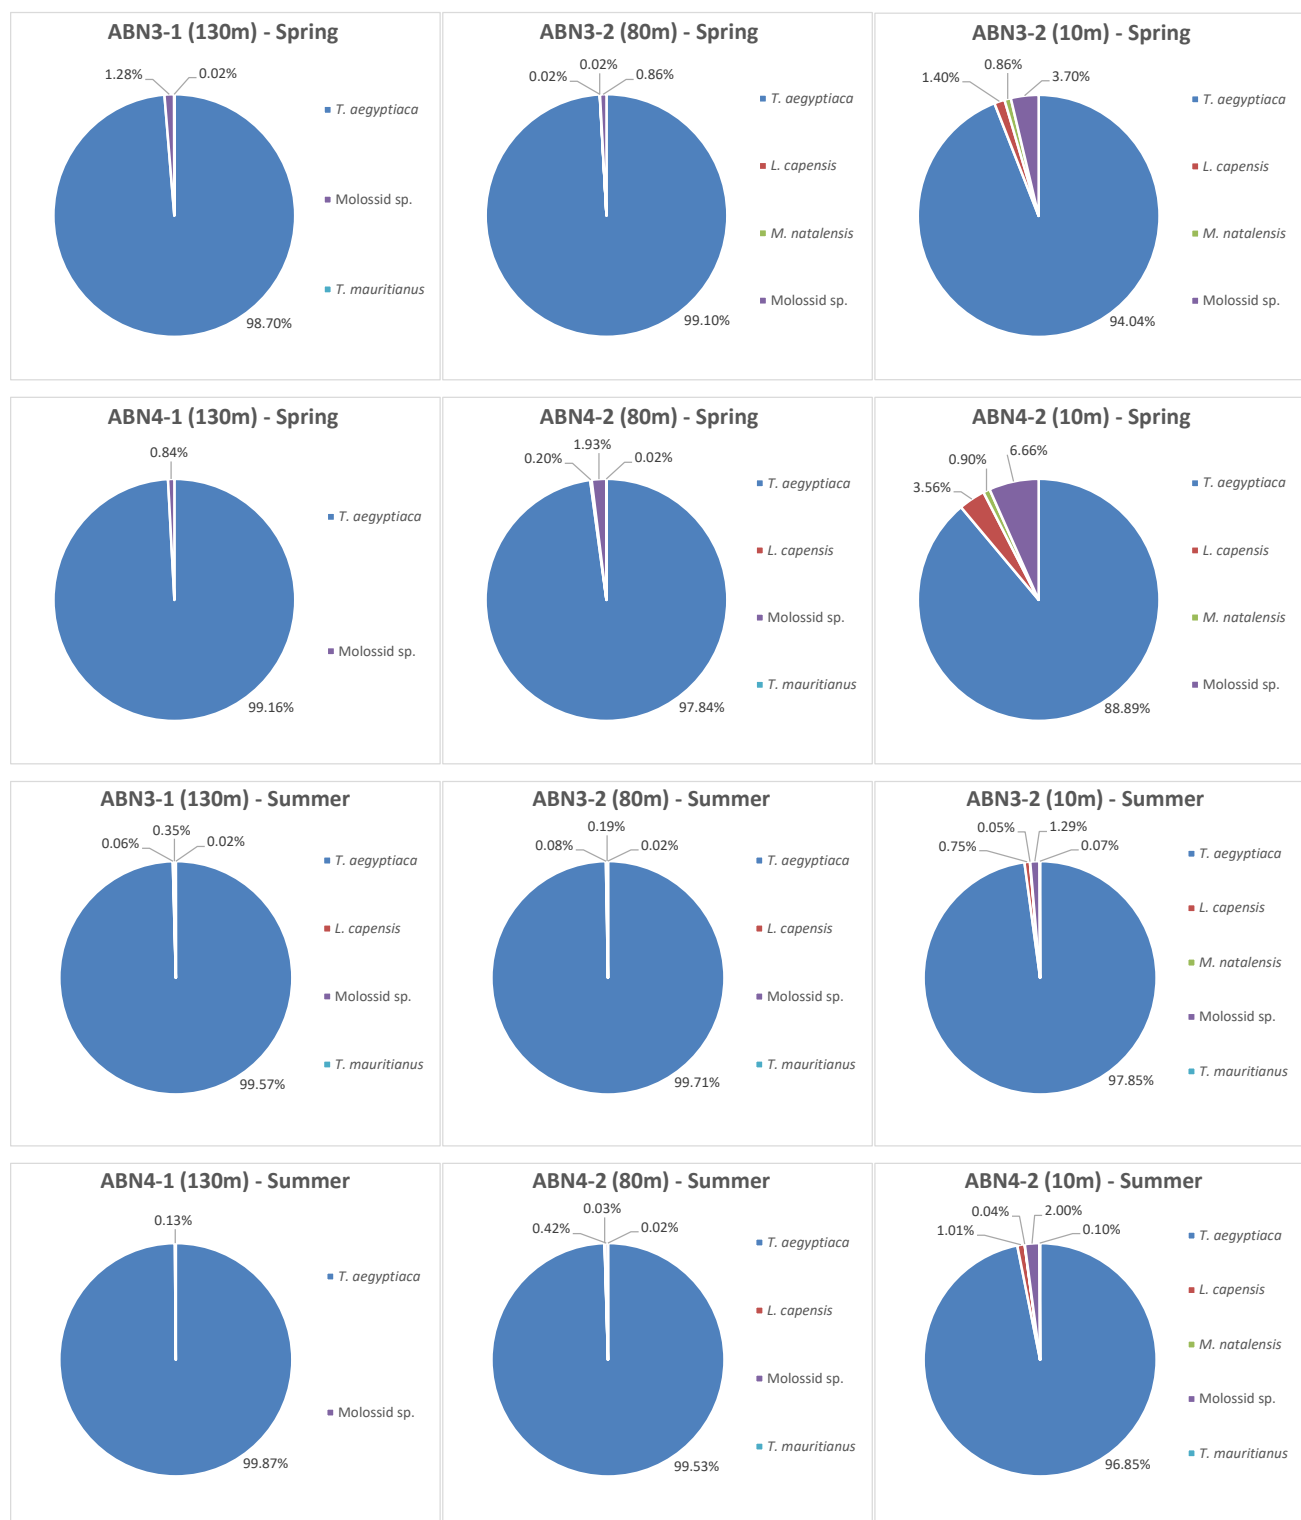 ABN3-1 (130m) - Spring
1.28%
0.02%
T. aegyptiaca
Molossid sp.
T. mauritianus
98.70%
ABN3-2 (80m) - Spring
0.02%
0.02%
0.86%
T. aegyptiaca
L. capensis
M. natalensis
Molossid sp.
99.10%
ABN3-2 (10m) - Spring
0.86%
1.40%
3.70%
T. aegyptiaca
L. capensis
M. natalensis
Molossid sp.
94.04%
ABN4-1 (130m) - Spring
0.84%
T. aegyptiaca
Molossid sp.
99.16%
ABN4-2 (80m) - Spring
1.93%
0.20%
0.02%
T. aegyptiaca
L. capensis
Molossid sp.
T. mauritianus
97.84%
ABN4-2 (10m) - Spring
6.66%
0.90%
3.56%
T. aegyptiaca
L. capensis
M. natalensis
Molossid sp.
88.89%
ABN3-1 (130m) - Summer
0.35%
0.06%
0.02%
T. aegyptiaca
L. capensis
Molossid sp.
T. mauritianus
99.57%
ABN3-2 (80m) - Summer
0.19%
0.08%
0.02%
T. aegyptiaca
L. capensis
Molossid sp.
T. mauritianus
99.71%
ABN3-2 (10m) - Summer
0.05%
1.29%
0.75%
0.07%
T. aegyptiaca
L. capensis
M. natalensis
Molossid sp.
T. mauritianus
97.85%
ABN4-1 (130m) - Summer
0.13%
T. aegyptiaca
Molossid sp.
99.87%
ABN4-2 (80m) - Summer
0.03%
0.42%
0.02%
T. aegyptiaca
L. capensis
Molossid sp.
T. mauritianus
99.53%
ABN4-2 (10m) - Summer
0.04%
2.00%
1.01%
0.10%
T. aegyptiaca
L. capensis
M. natalensis
Molossid sp.
T. mauritianus
96.85%